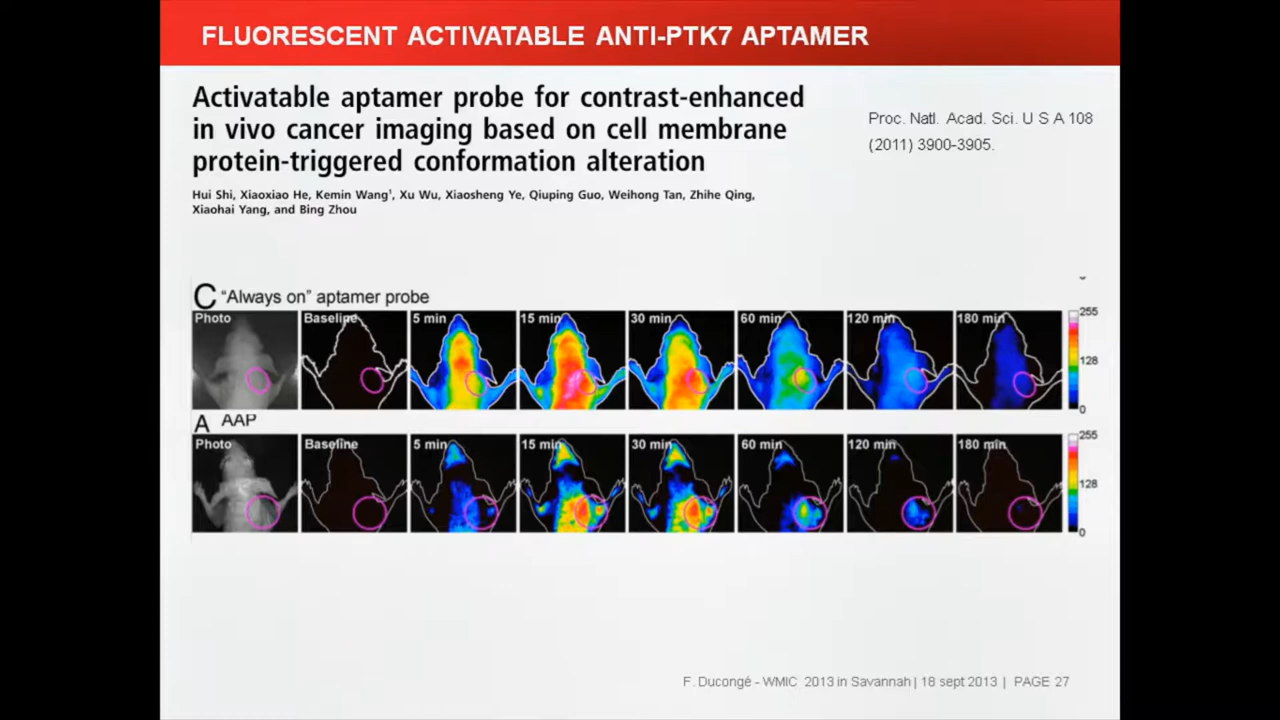 FLUORESCENT ACTIVATABLE ANTI-PTK7 APTAMER
Activatable aptamer probe for contrast-enhanced
in vivo cancer imaging based on cell membrane
protein-triggered conformation alteration
Proc. Natl. Acad. Sci. U S A 108
(2011) 3900-3905.
Hui Shi, Xiaoxiao He, Kemin Wang¹, Xu Wu, Xiaosheng Ye, Qiuping Guo, Weihong Tan, Zhihe Qing,
Xiaohai Yang, and Bing Zhou
C "Always on" aptamer probe
Photo Baseline 5 min 15 min 30 min 60 min 120 min 180 min
255
128
0
A AAP
Photo Baseline 5 min 15 min 30 min 60 min 120 min 180 min
255
128
0
F. Ducongé - WMIC 2013 in Savannah | 18 sept 2013 | PAGE 27